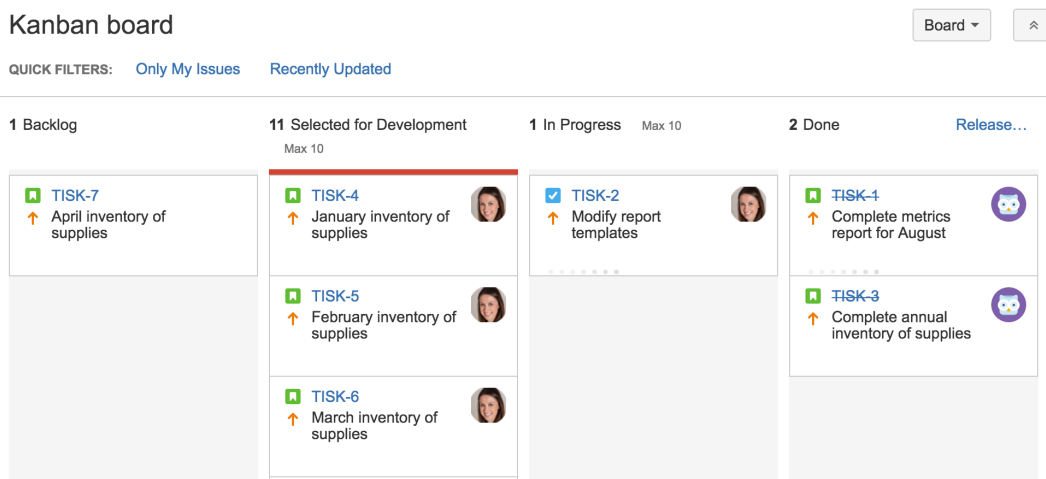 Kanban board
Board
QUICK FILTERS: Only My Issues Recently Updated
1 Backlog
11 Selected for Development
Max 10
1 In Progress Max 10
2 Done Release…
TISK-7
April inventory of
supplies
TISK-4
January inventory of
supplies
TISK-5
February inventory of
supplies
TISK-6
March inventory of
supplies
TISK-2
Modify report
templates
TISK-1
Complete metrics
report for August
TISK-3
Complete annual
inventory of supplies